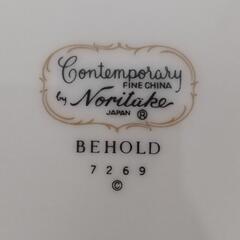 Contemporary
FINE CHINA
by Noritake
JAPAN ®
BEHOLD
7269
©